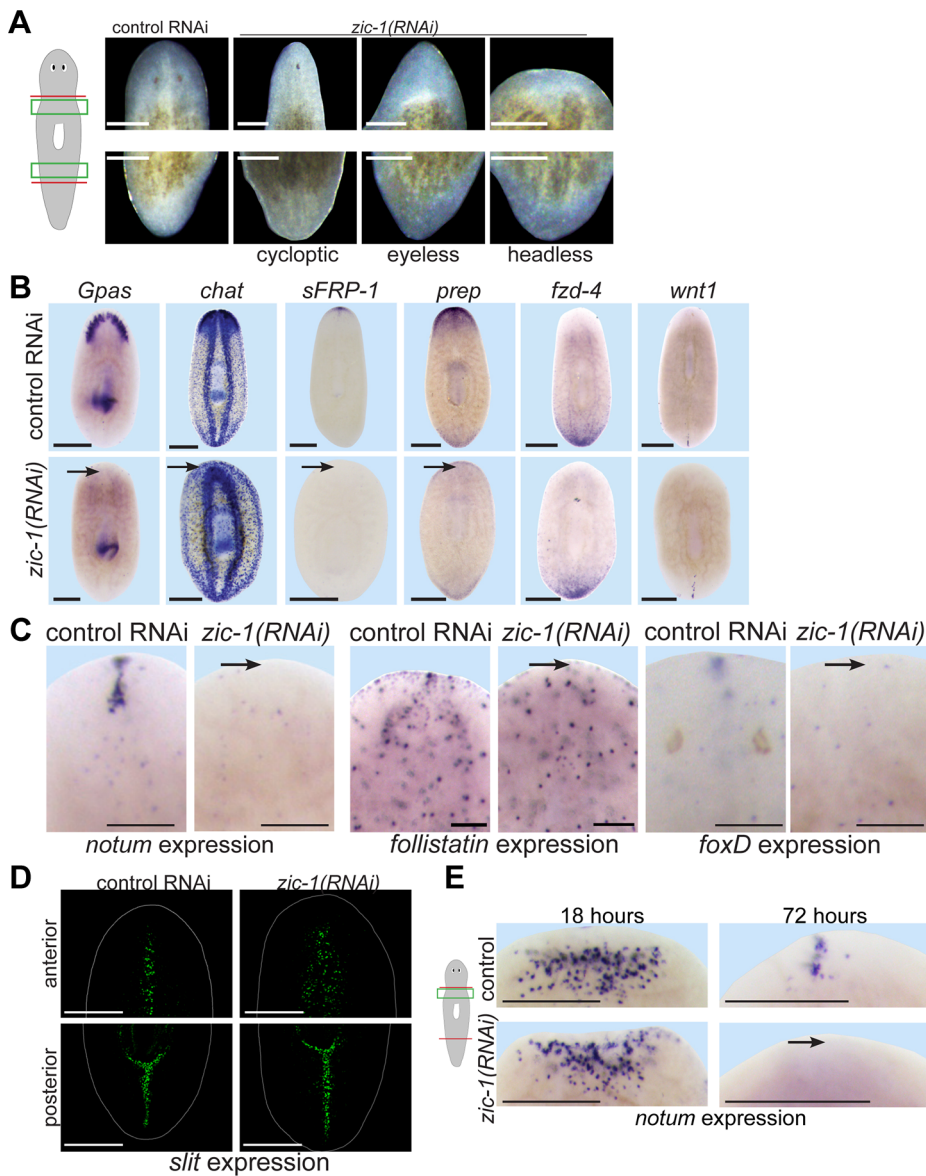 A
control RNAi
zic-1(RNAi)
cycloptic
eyeless
headless
B
Gpas
chat
sFRP-1
prep
fzd-4
wnt1
control RNAi
zic-1(RNAi)
C
control RNAi
zic-1(RNAi)
control RNAi
zic-1(RNAi)
control RNAi
zic-1(RNAi)
notum expression
follistatin expression
foxD expression
D
control RNAi
zic-1(RNAi)
anterior
posterior
slit expression
E
18 hours
72 hours
control
zic-1(RNAi)
notum expression